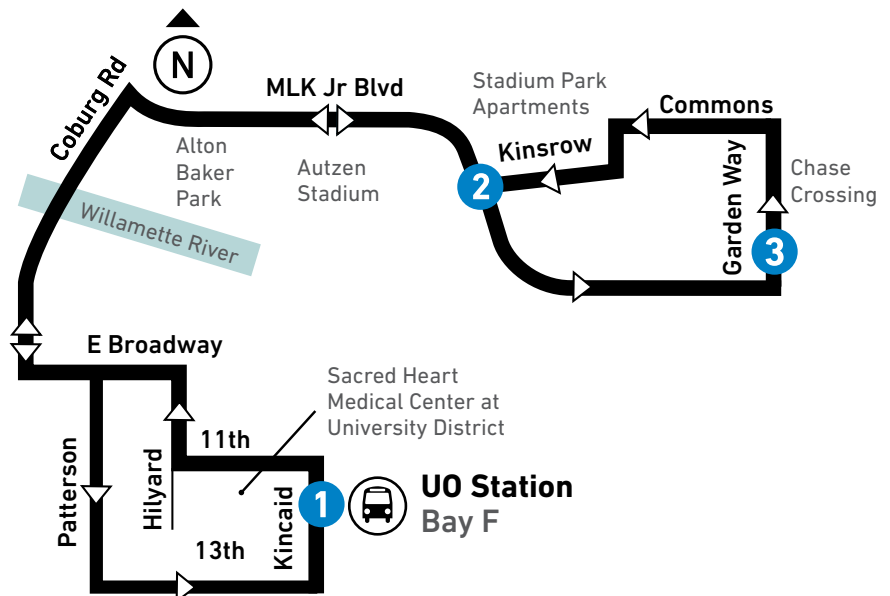 N
Coburg Rd
MLK Jr Blvd
Stadium Park
Apartments
Commons
Kinsrow
Alton
Baker
Park
Autzen
Stadium
2
Garden Way
Chase
Crossing
3
Willamette River
E Broadway
Sacred Heart
Medical Center at
University District
11th
Patterson
Hilyard
Kincaid
1
UO Station
Bay F
13th